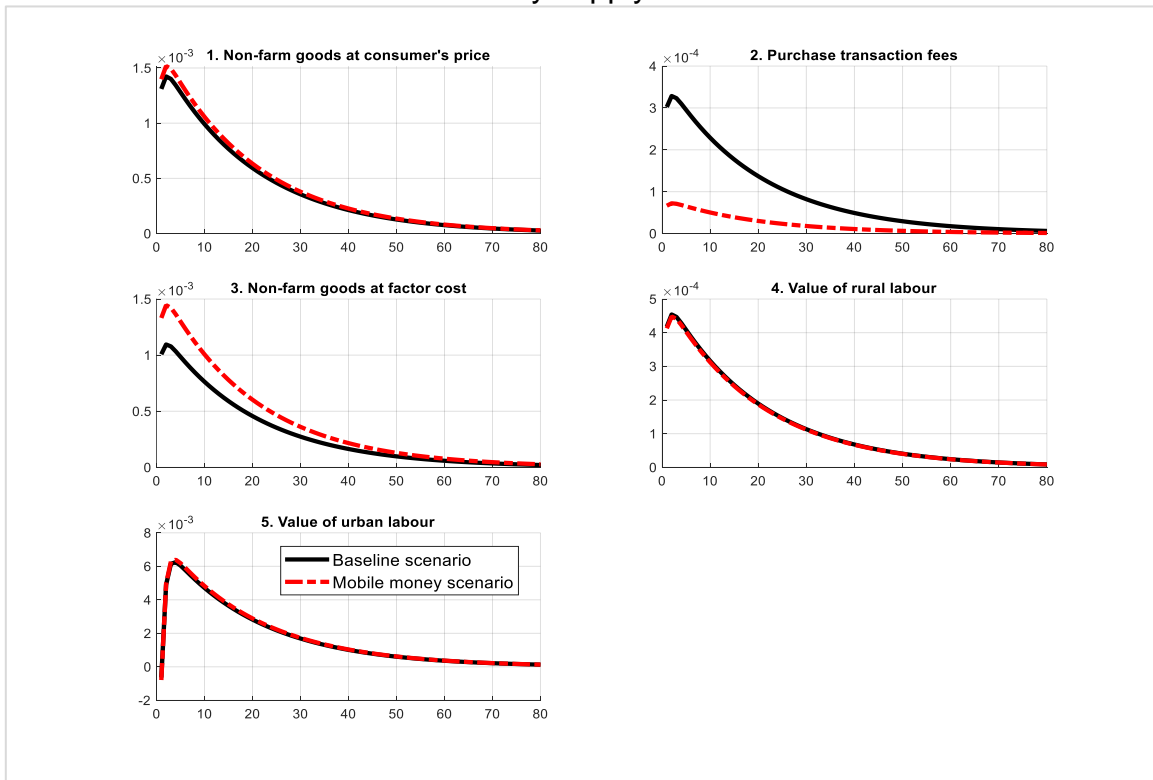 ×10⁻³
1. Non-farm goods at consumer's price
1.5
1
0.5
0
0 10 20 30 40 50 60 70 80
×10⁻⁴
2. Purchase transaction fees
4
3
2
1
0
0 10 20 30 40 50 60 70 80
×10⁻³
3. Non-farm goods at factor cost
1.5
1
0.5
0
0 10 20 30 40 50 60 70 80
×10⁻⁴
4. Value of rural labour
5
4
3
2
1
0
0 10 20 30 40 50 60 70 80
×10⁻³
5. Value of urban labour
8
6
4
2
0
-2
0 10 20 30 40 50 60 70 80
Baseline scenario
Mobile money scenario